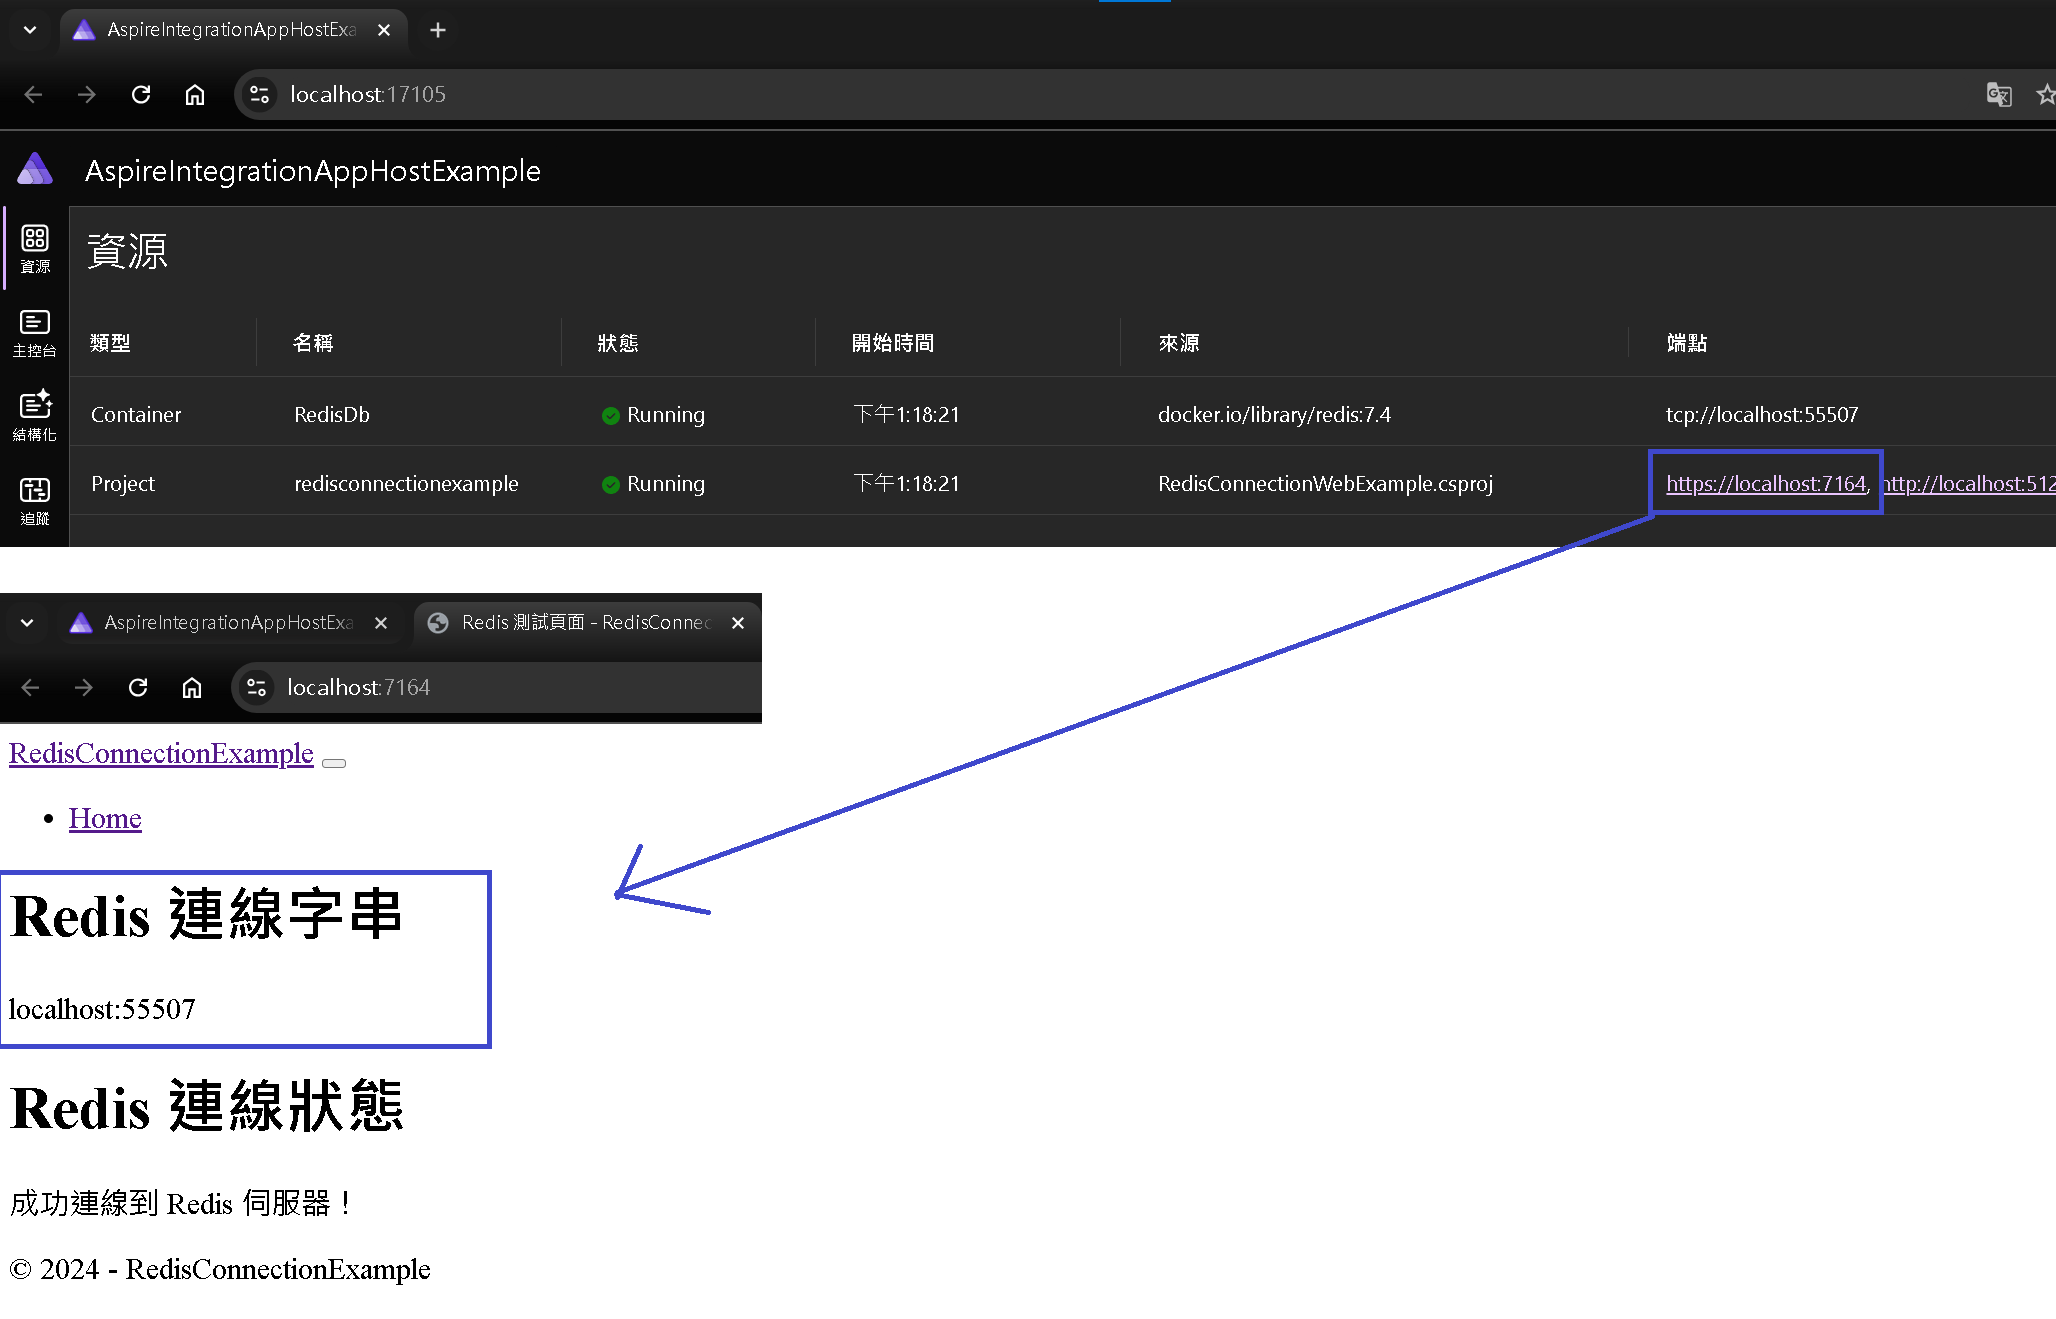 AspireIntegrationAppHostExa
localhost:17105
AspireIntegrationAppHostExample
資源
主控台
結構化
追蹤
資源
類型 名稱 狀態 開始時間 來源 端點
Container RedisDb Running 下午1:18:21 docker.io/library/redis:7.4 tcp://localhost:55507
Project redisconnectionexample Running 下午1:18:21 RedisConnectionWebExample.csproj https://localhost:7164, http://localhost:512
AspireIntegrationAppHostExa Redis 測試頁面 - RedisConnec
localhost:7164
RedisConnectionExample
Home
Redis 連線字串
localhost:55507
Redis 連線狀態
成功連線到 Redis 伺服器！
© 2024 - RedisConnectionExample